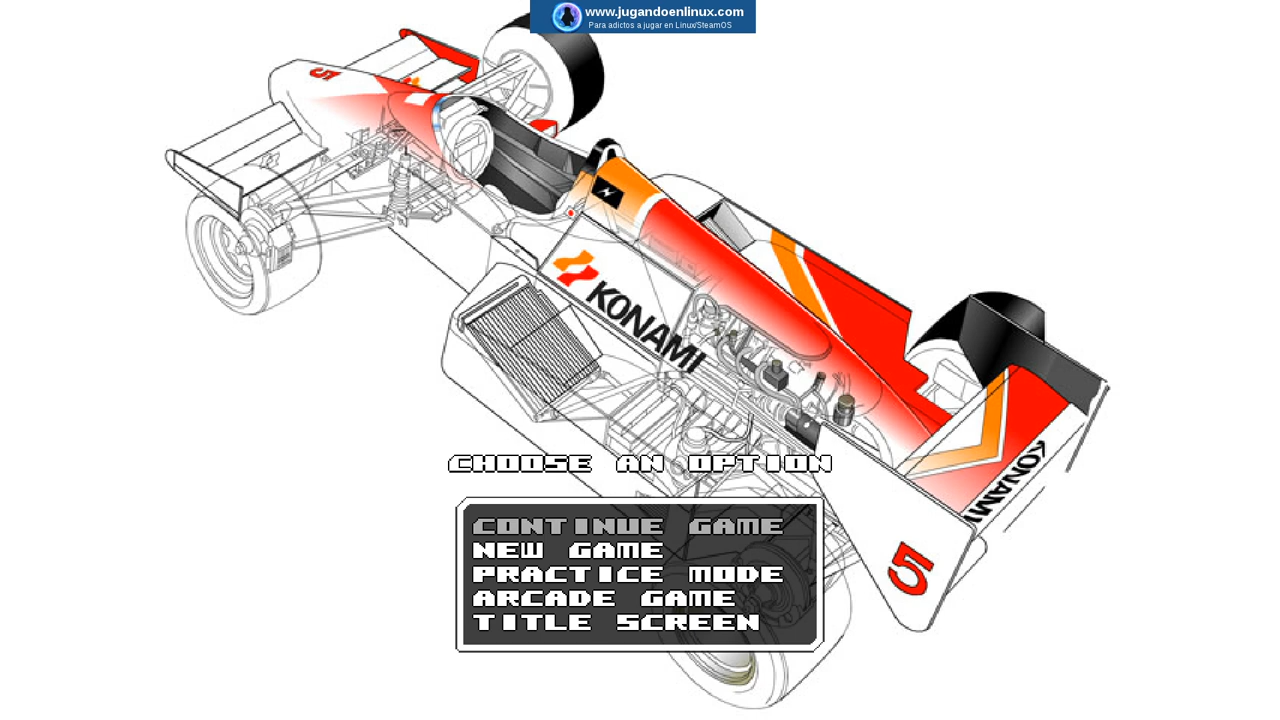 www.jugandoenlinux.com
Para adictos a jugar en Linux/SteamOS
5
KONAMI
KONAMI
CHOOSE AN OPTION
CONTINUE GAME
NEW GAME
PRACTICE MODE
ARCADE GAME
TITLE SCREEN
5